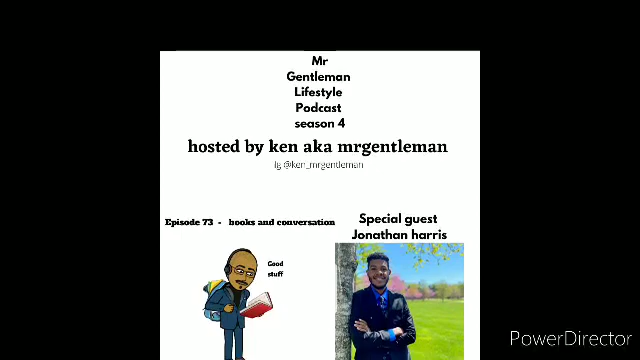 Mr
Gentleman
Lifestyle
Podcast
season 4
hosted by ken aka mrgentleman
Ig @ken_mrgentleman
Episode 73 - books and conversation
Special guest
Jonathan harris
Good
stuff
PowerDirector